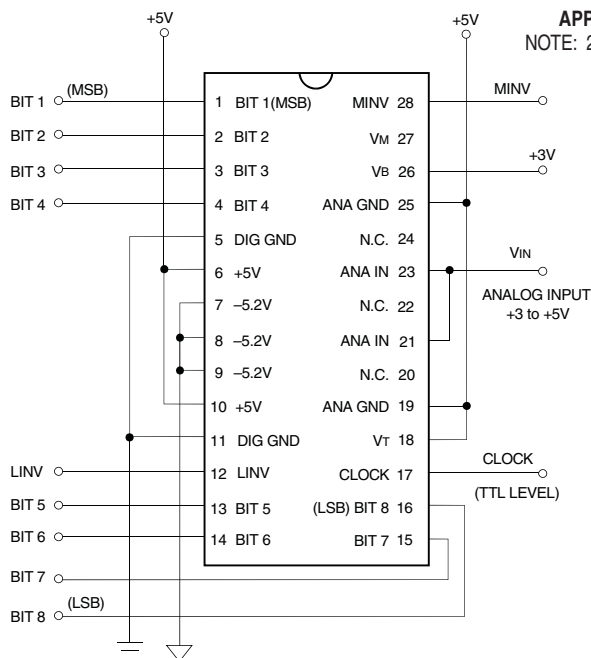 +5V
+5V
APP
NOTE: 2
BIT 1
(MSB)
1 BIT 1(MSB)
MINV 28
MINV
BIT 2
2 BIT 2
VM 27
BIT 3
3 BIT 3
VB 26
+3V
BIT 4
4 BIT 4
ANA GND 25
5 DIG GND
N.C. 24
6 +5V
ANA IN 23
VIN
7 –5.2V
N.C. 22
ANALOG INPUT
+3 to +5V
8 –5.2V
ANA IN 21
9 –5.2V
N.C. 20
10 +5V
ANA GND 19
11 DIG GND
VT 18
LINV
12 LINV
CLOCK 17
CLOCK
(TTL LEVEL)
BIT 5
13 BIT 5
(LSB) BIT 8 16
BIT 6
14 BIT 6
BIT 7 15
BIT 7
BIT 8
(LSB)